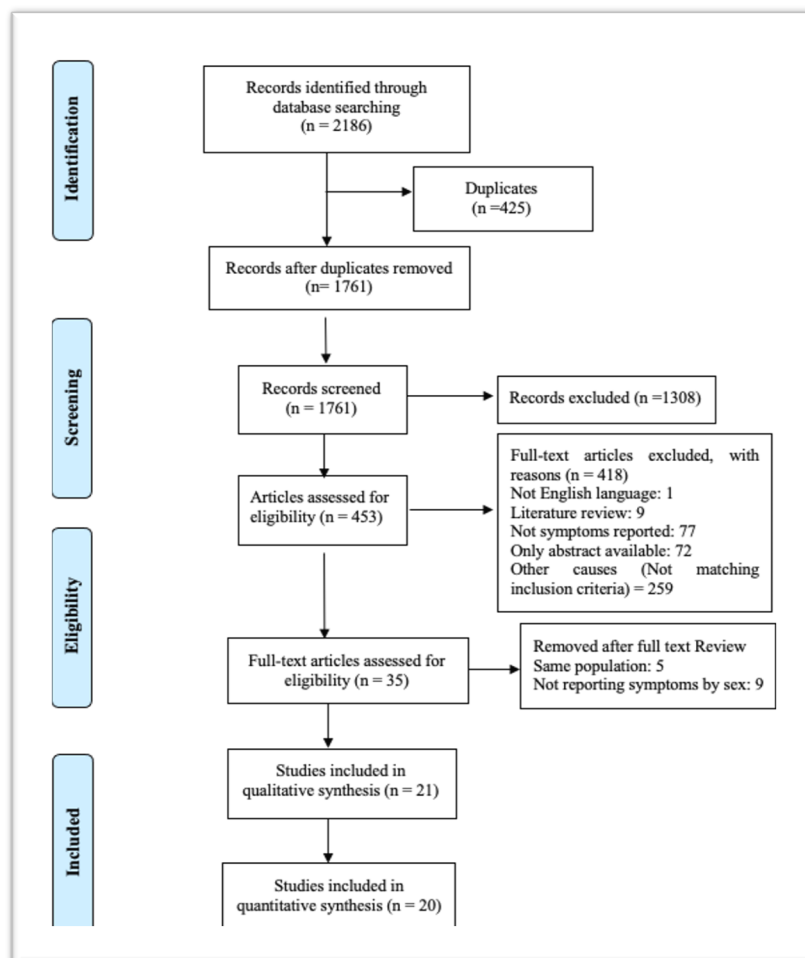 Identification
Records identified through
database searching
(n = 2186)
Duplicates
(n =425)
Records after duplicates removed
(n= 1761)
Screening
Records screened
(n = 1761)
Records excluded (n =1308)
Articles assessed for
eligibility (n = 453)
Full-text articles excluded, with
reasons (n = 418)
Not English language: 1
Literature review: 9
Not symptoms reported: 77
Only abstract available: 72
Other causes (Not matching
inclusion criteria) = 259
Eligibility
Full-text articles assessed for
eligibility (n = 35)
Removed after full text Review
Same population: 5
Not reporting symptoms by sex: 9
Included
Studies included in
qualitative synthesis (n = 21)
Studies included in
quantitative synthesis (n = 20)